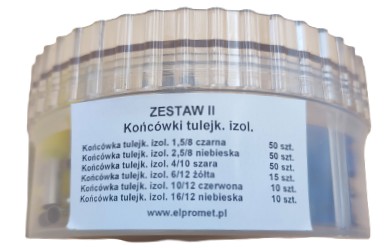 ZESTAW II
Końcówki tulejk. izol.
Końcówka tulejk. izol. 1,5/8 czarna 50 szt.
Końcówka tulejk. izol. 2,5/8 niebieska 50 szt.
Końcówka tulejk. izol. 4/10 szara 50 szt.
Końcówka tulejk. izol. 6/12 żółta 15 szt.
Końcówka tulejk. izol. 10/12 czerwona 10 szt.
Końcówka tulejk. izol. 16/12 niebieska 10 szt.
www.elpromet.pl